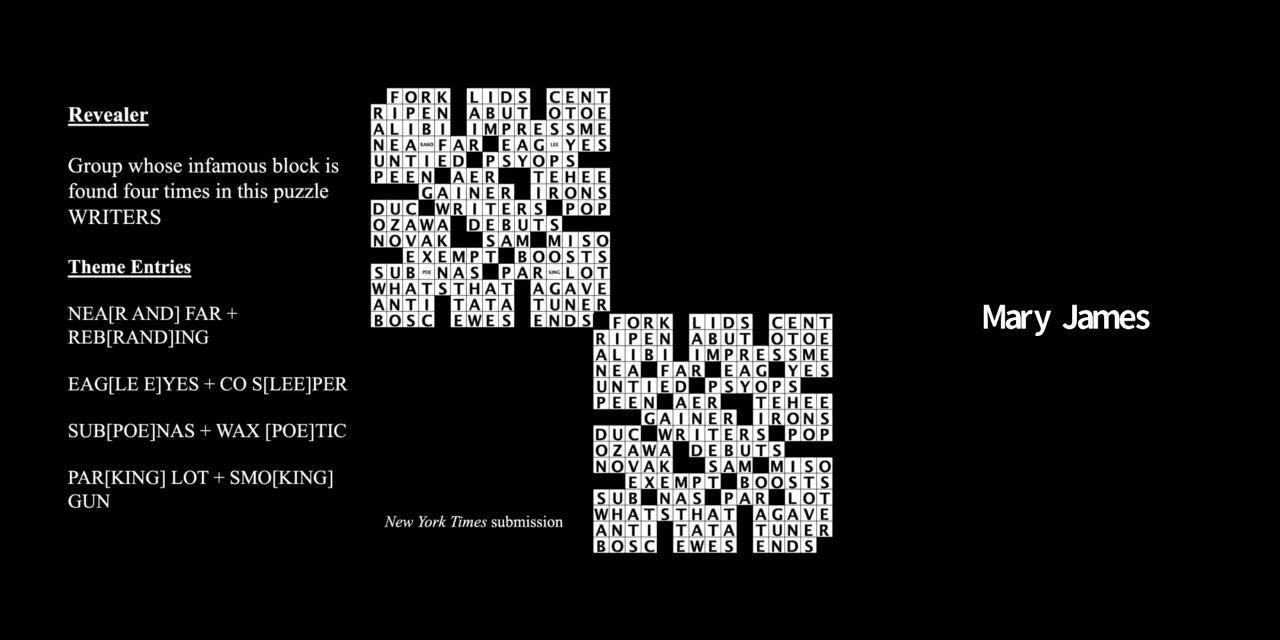 Revealer
Group whose infamous block is
found four times in this puzzle
WRITERS
Theme Entries
NEA[R AND] FAR +
REB[RAND]ING
EAG[LE E]YES + CO S[LEE]PER
SUB[POE]NAS + WAX [POE]TIC
PAR[KING] LOT + SMO[KING]
GUN
FORK LIDS CENT
RIPEN ABUT OTOE
ALIBI IMPRESSME
NEA RAND FAR EAG LEE YES
UNTIED PSYOPS
PEEN AER TEHEE
GAINER IRONS
DUC WRITERS POP
OZAWA DEBUTS
NOVAK SAM MISO
EXEMPT BOOSTS
SUB POE NAS PAR KING LOT
WHATSTHAT AGAVE
ANTI TATA TUNER
BOSC EWES ENDS
FORK LIDS CENT
RIPEN ABUT OTOE
ALIBI IMPRESSME
NEA FAR EAG YES
UNTIED PSYOPS
PEEN AER TEHEE
GAINER IRONS
DUC WRITERS POP
OZAWA DEBUTS
NOVAK SAM MISO
EXEMPT BOOSTS
SUB NAS PAR LOT
WHATSTHAT AGAVE
ANTI TATA TUNER
BOSC EWES ENDS
New York Times submission
Mary James